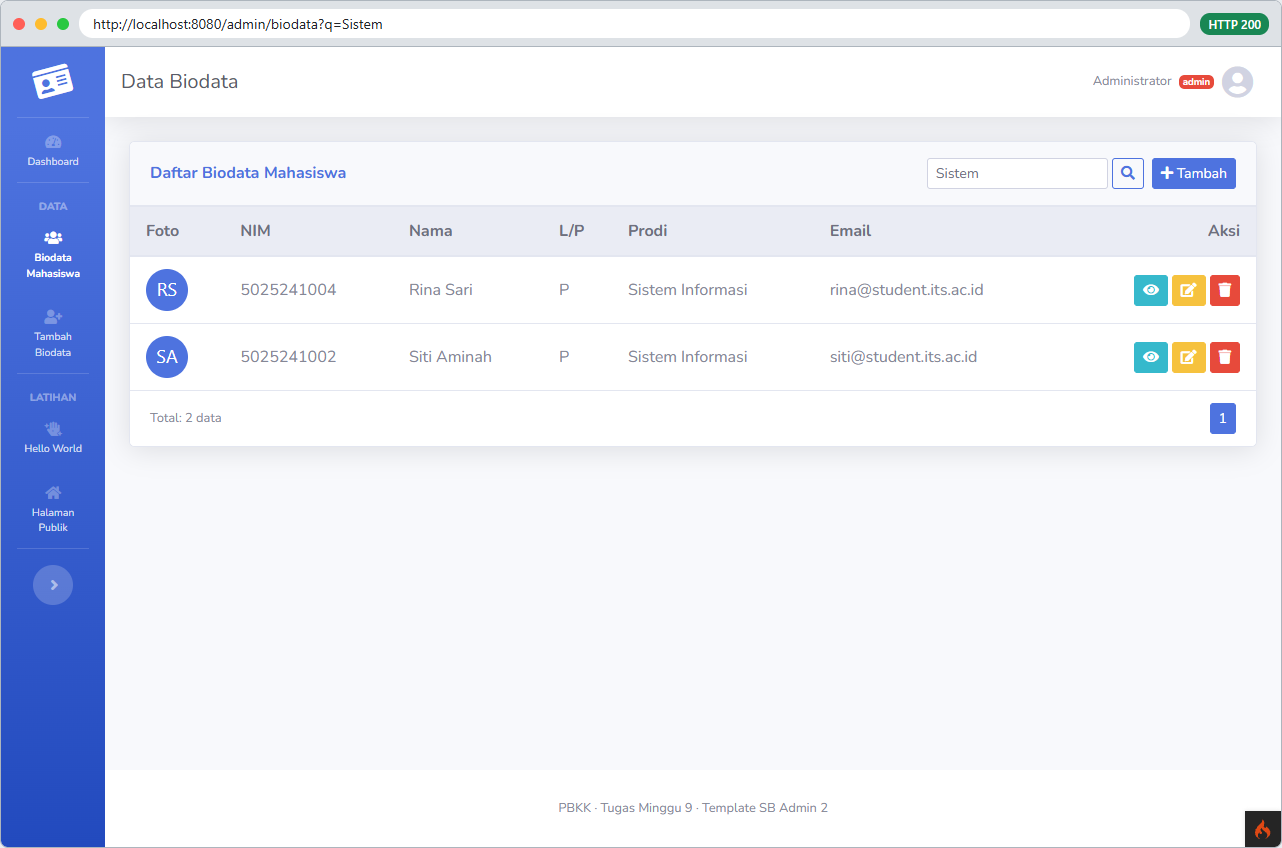 http://localhost:8080/admin/biodata?q=Sistem
HTTP 200
Data Biodata
Administrator admin
Dashboard
DATA
Biodata
Mahasiswa
Tambah
Biodata
LATIHAN
Hello World
Halaman
Publik
Daftar Biodata Mahasiswa
Sistem
Tambah
Foto NIM Nama L/P Prodi Email Aksi
RS 5025241004 Rina Sari P Sistem Informasi rina@student.its.ac.id
SA 5025241002 Siti Aminah P Sistem Informasi siti@student.its.ac.id
Total: 2 data
1
PBKK · Tugas Minggu 9 · Template SB Admin 2